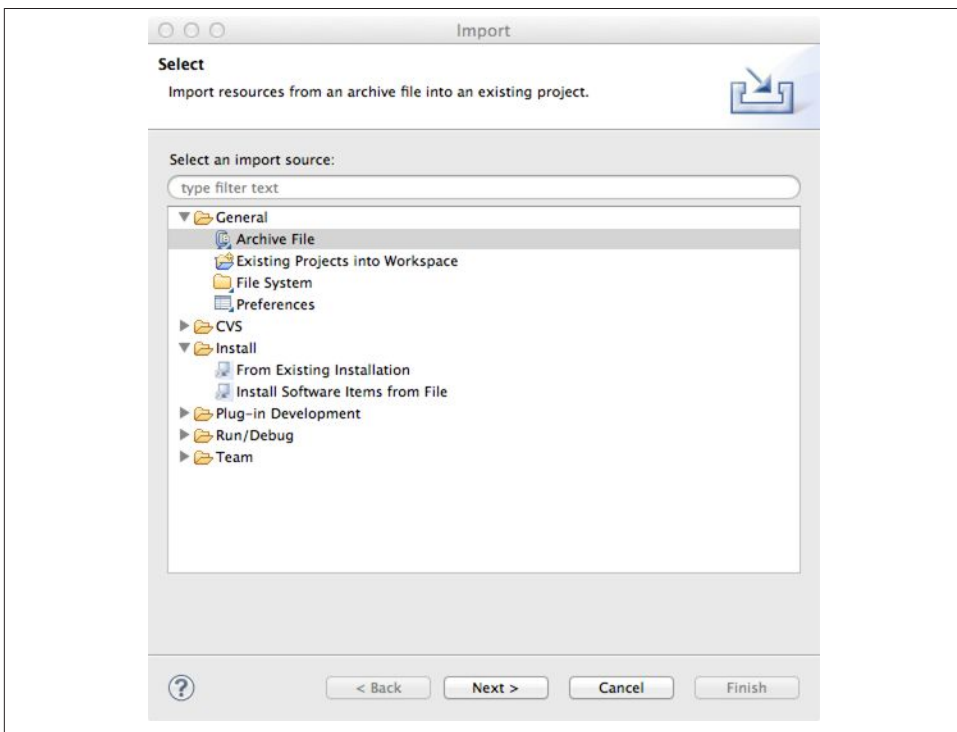 Import
Select
Import resources from an archive file into an existing project.
Select an import source:
type filter text
General
Archive File
Existing Projects into Workspace
File System
Preferences
CVS
Install
From Existing Installation
Install Software Items from File
Plug-in Development
Run/Debug
Team
?
< Back
Next >
Cancel
Finish